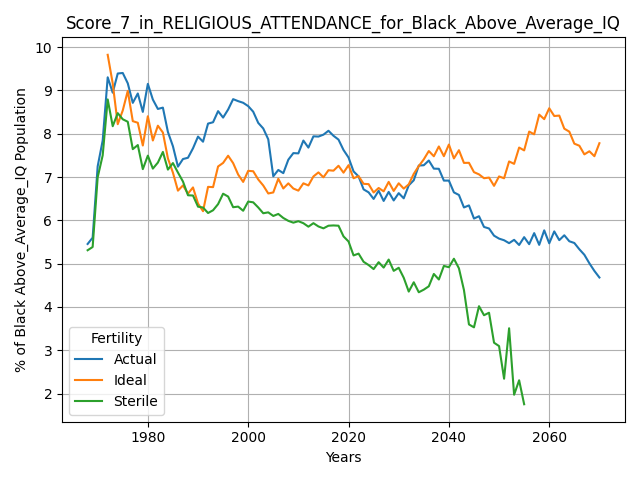 Score_7_in_RELIGIOUS_ATTENDANCE_for_Black_Above_Average_IQ
% of Black Above_Average_IQ Population
10
9
8
7
6
5
4
3
2
Fertility
Actual
Ideal
Sterile
1980 2000 2020 2040 2060
Years